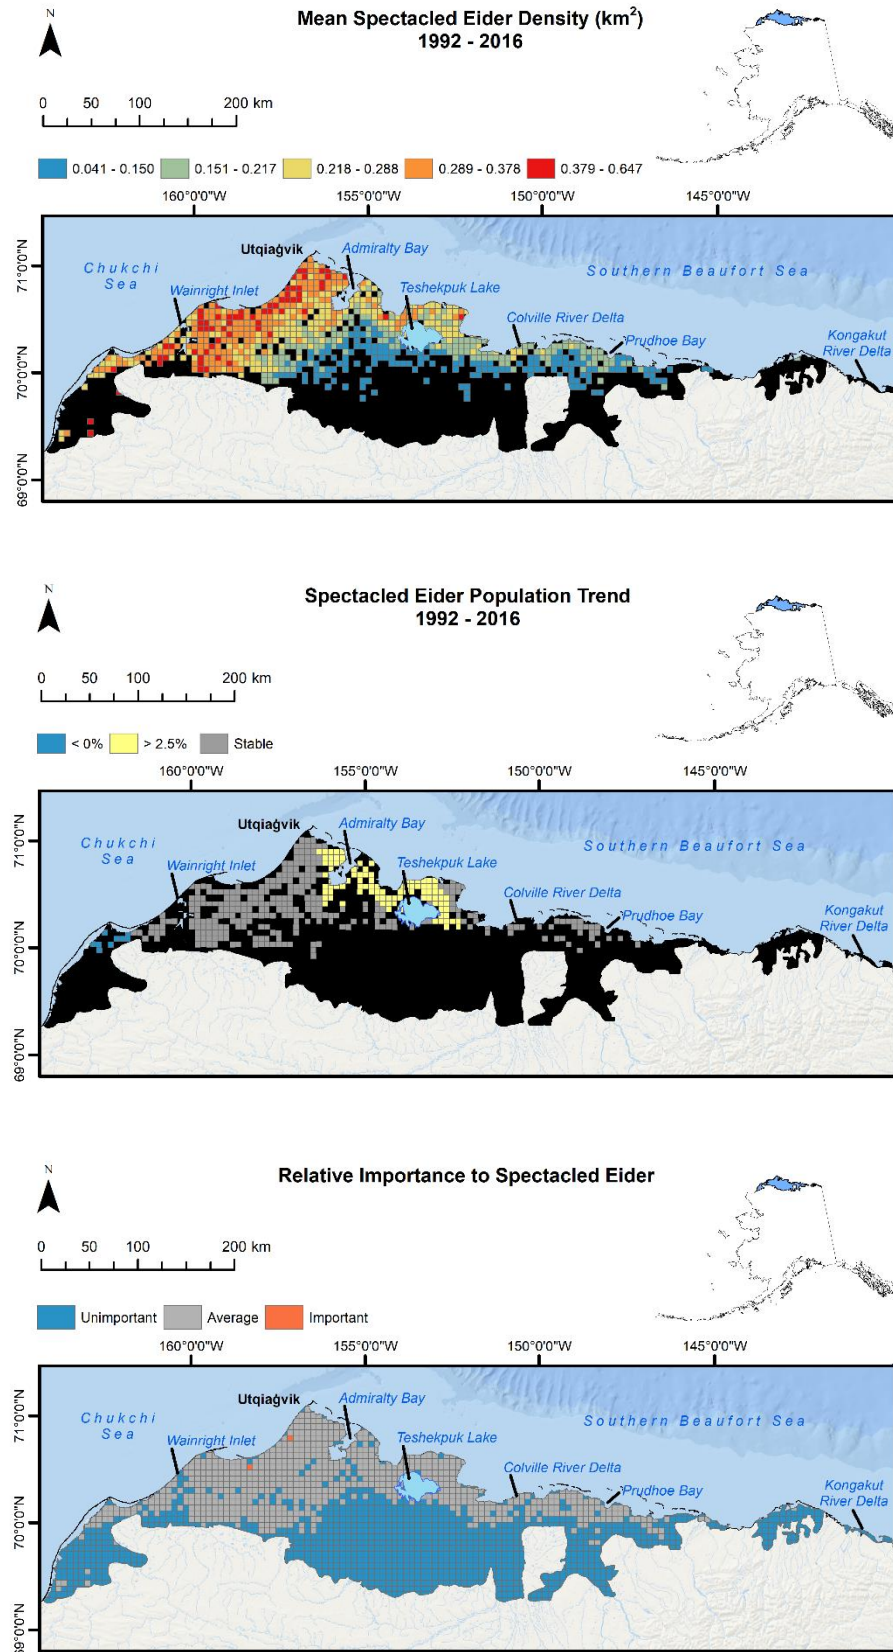 Mean Spectacled Eider Density (km²)
1992 - 2016
N
0 50 100 200 km
0.041 - 0.150 0.151 - 0.217 0.218 - 0.288 0.289 - 0.378 0.379 - 0.647
160°0'0"W 155°0'0"W 150°0'0"W 145°0'0"W
71°0'0"N
70°0'0"N
69°0'0"N
Chukchi
Sea
Utqiaġvik
Admiralty Bay
Southern Beaufort Sea
Wainright Inlet
Teshekpuk Lake
Colville River Delta
Prudhoe Bay
Kongakut
River Delta
Spectacled Eider Population Trend
1992 - 2016
N
0 50 100 200 km
< 0% > 2.5% Stable
160°0'0"W 155°0'0"W 150°0'0"W 145°0'0"W
71°0'0"N
70°0'0"N
69°0'0"N
Chukchi
Sea
Utqiaġvik
Admiralty Bay
Southern Beaufort Sea
Wainright Inlet
Teshekpuk Lake
Colville River Delta
Prudhoe Bay
Kongakut
River Delta
Relative Importance to Spectacled Eider
N
0 50 100 200 km
Unimportant Average Important
160°0'0"W 155°0'0"W 150°0'0"W 145°0'0"W
71°0'0"N
70°0'0"N
69°0'0"N
Chukchi
Sea
Utqiaġvik
Admiralty Bay
Southern Beaufort Sea
Wainright Inlet
Teshekpuk Lake
Colville River Delta
Prudhoe Bay
Kongakut
River Delta